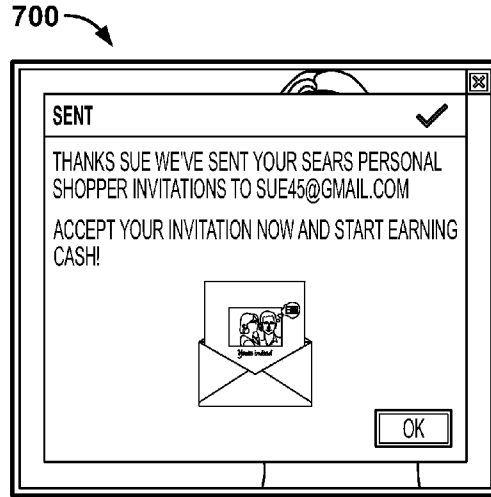 700
SENT
THANKS SUE WE'VE SENT YOUR SEARS PERSONAL
SHOPPER INVITATIONS TO SUE45@GMAIL.COM
ACCEPT YOUR INVITATION NOW AND START EARNING
CASH!
OK